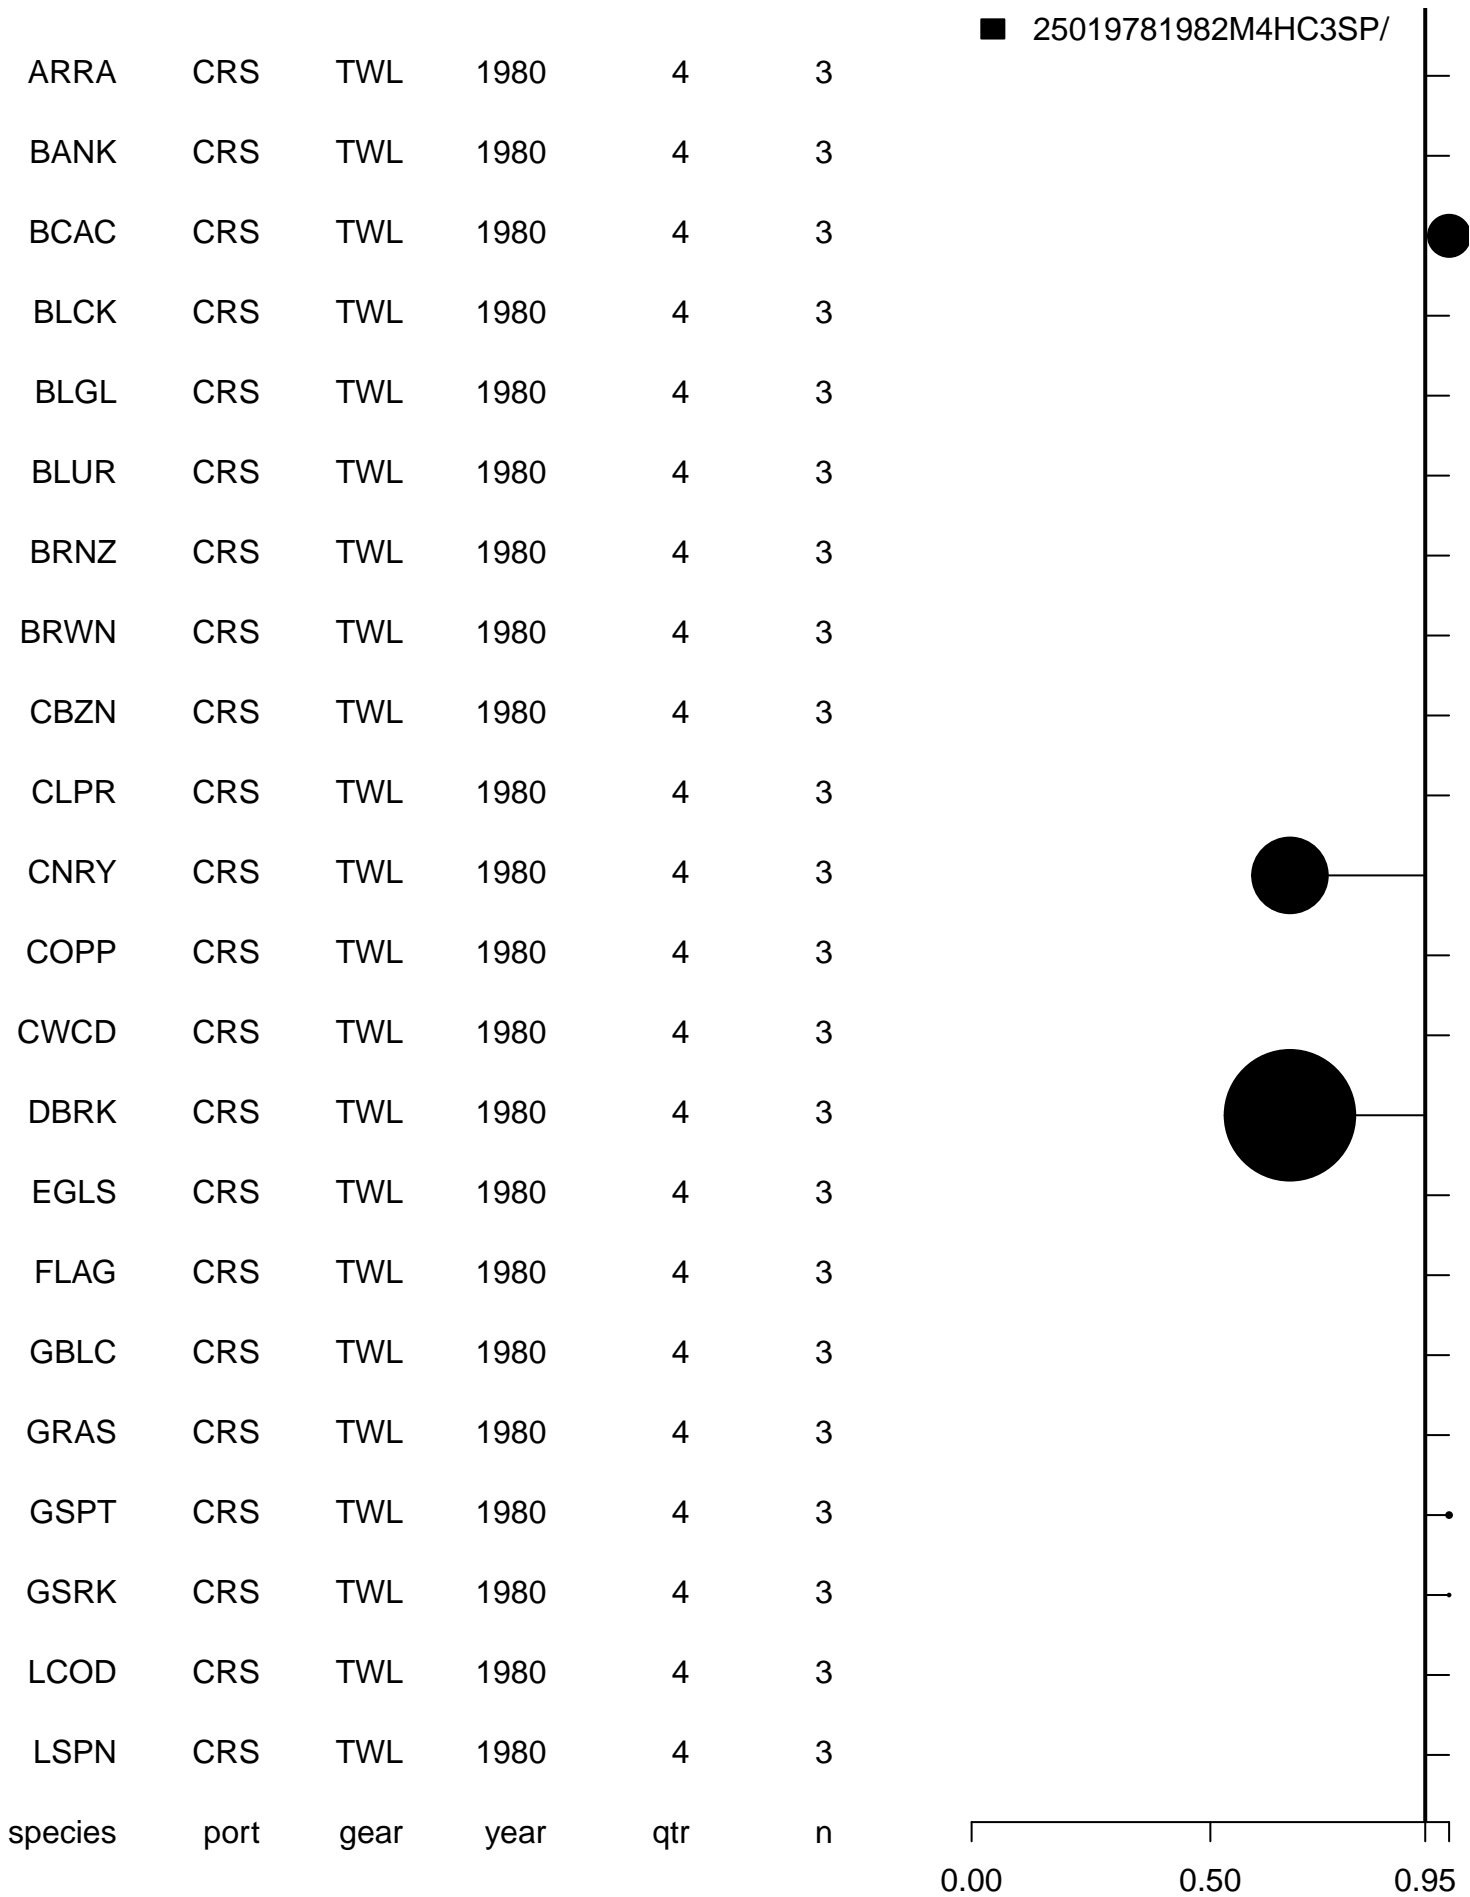 25019781982M4HC3SP/
ARRA CRS TWL 1980 4 3
BANK CRS TWL 1980 4 3
BCAC CRS TWL 1980 4 3
BLCK CRS TWL 1980 4 3
BLGL CRS TWL 1980 4 3
BLUR CRS TWL 1980 4 3
BRNZ CRS TWL 1980 4 3
BRWN CRS TWL 1980 4 3
CBZN CRS TWL 1980 4 3
CLPR CRS TWL 1980 4 3
CNRY CRS TWL 1980 4 3
COPP CRS TWL 1980 4 3
CWCD CRS TWL 1980 4 3
DBRK CRS TWL 1980 4 3
EGLS CRS TWL 1980 4 3
FLAG CRS TWL 1980 4 3
GBLC CRS TWL 1980 4 3
GRAS CRS TWL 1980 4 3
GSPT CRS TWL 1980 4 3
GSRK CRS TWL 1980 4 3
LCOD CRS TWL 1980 4 3
LSPN CRS TWL 1980 4 3
species port gear year qtr n
0.00 0.50 0.95